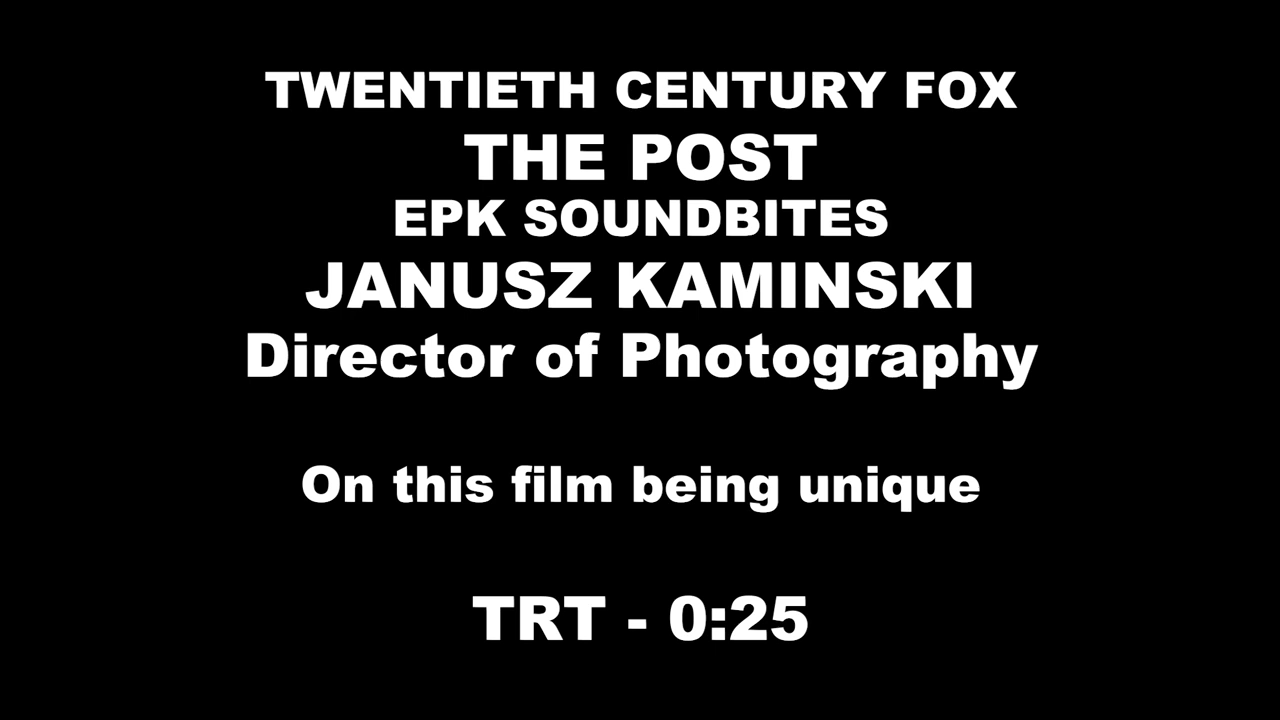 TWENTIETH CENTURY FOX
THE POST
EPK SOUNDBITES
JANUSZ KAMINSKI
Director of Photography
On this film being unique
TRT - 0:25